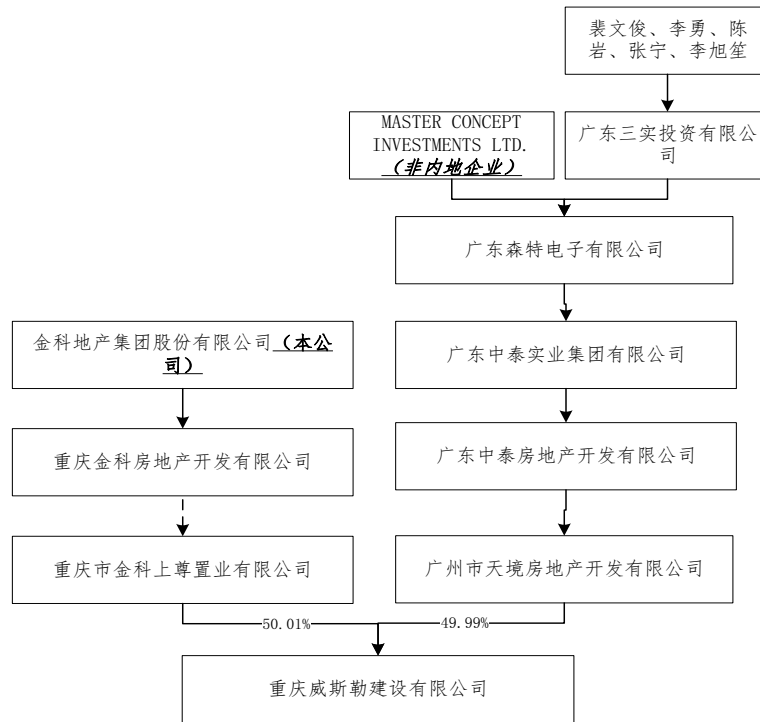 裴文俊、李勇、陈
岩、张宁、李旭笙
MASTER CONCEPT
INVESTMENTS LTD.
（非内地企业）
广东三实投资有限公
司
广东森特电子有限公司
金科地产集团股份有限公司（本公
司）
广东中泰实业集团有限公司
重庆金科房地产开发有限公司
广东中泰房地产开发有限公司
重庆市金科上尊置业有限公司
广州市天境房地产开发有限公司
50.01%
49.99%
重庆威斯勒建设有限公司